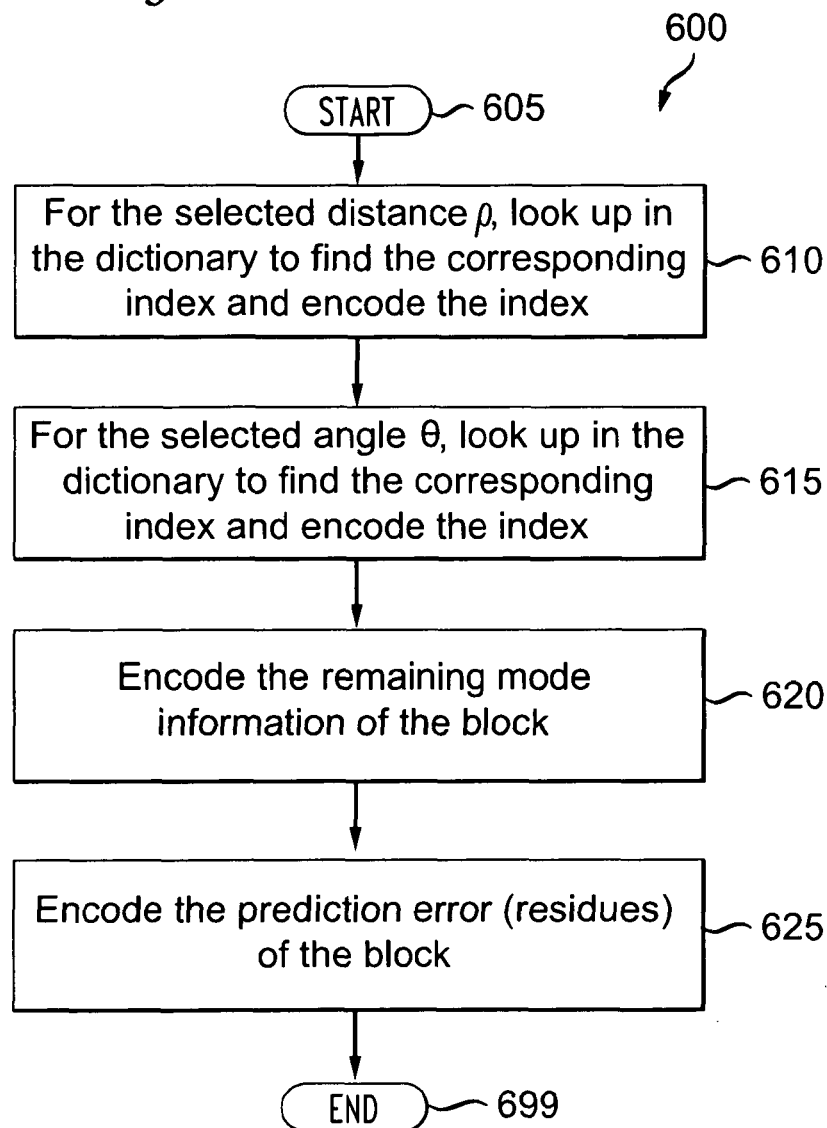 600
START 605
For the selected distance ρ, look up in
the dictionary to find the corresponding
index and encode the index
610
For the selected angle θ, look up in the
dictionary to find the corresponding
index and encode the index
615
Encode the remaining mode
information of the block
620
Encode the prediction error (residues)
of the block
625
END 699